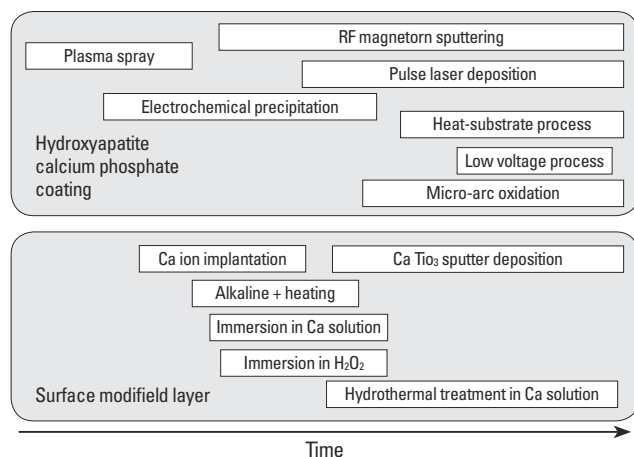 RF magnetorn sputtering
Plasma spray
Pulse laser deposition
Electrochemical precipitation
Heat-substrate process
Hydroxyapatite
calcium phosphate
coating
Low voltage process
Micro-arc oxidation
Ca ion implantation
Ca Tio₃ sputter deposition
Alkaline + heating
Immersion in Ca solution
Immersion in H₂O₂
Surface modifield layer
Hydrothermal treatment in Ca solution
Time